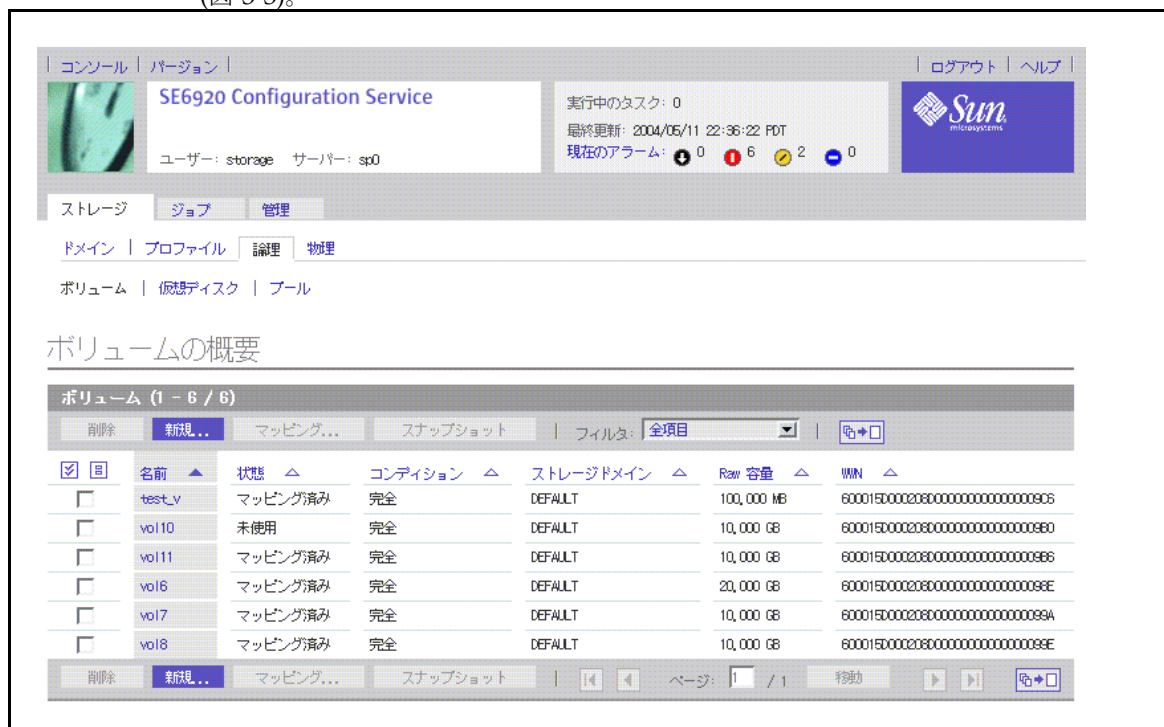 (図 5-5)。
コンソール | バージョン |
ログアウト | ヘルプ
SE6920 Configuration Service
ユーザー: storage サーバー: sp0
実行中のタスク: 0
最終更新: 2004/05/11 22:36:22 PDT
現在のアラーム: 0 6 2 0
Sun
microsystems
ストレージ ジョブ 管理
ドメイン | プロファイル 論理 物理
ボリューム | 仮想ディスク | プール
ボリュームの概要
ボリューム (1 - 6 / 6)
削除 新規... マッピング... スナップショット | フィルタ: 全項目 |
名前 状態 コンディション ストレージドメイン Raw 容量 WWN
test_v マッピング済み 完全 DEFAULT 100,000 MB 600015D000208D0000000000000009C6
vol10 未使用 完全 DEFAULT 10,000 GB 600015D000208D0000000000000009B0
vol11 マッピング済み 完全 DEFAULT 10,000 GB 600015D000208D0000000000000009B6
vol6 マッピング済み 完全 DEFAULT 20,000 GB 600015D000208D00000000000000098E
vol7 マッピング済み 完全 DEFAULT 10,000 GB 600015D000208D00000000000000099A
vol8 マッピング済み 完全 DEFAULT 10,000 GB 600015D000208D00000000000000099E
削除 新規... マッピング... スナップショット | ページ: 1 / 1 移動